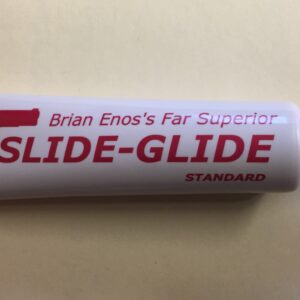 Brian Enos's Far Superior
SLIDE-GLIDE
STANDARD